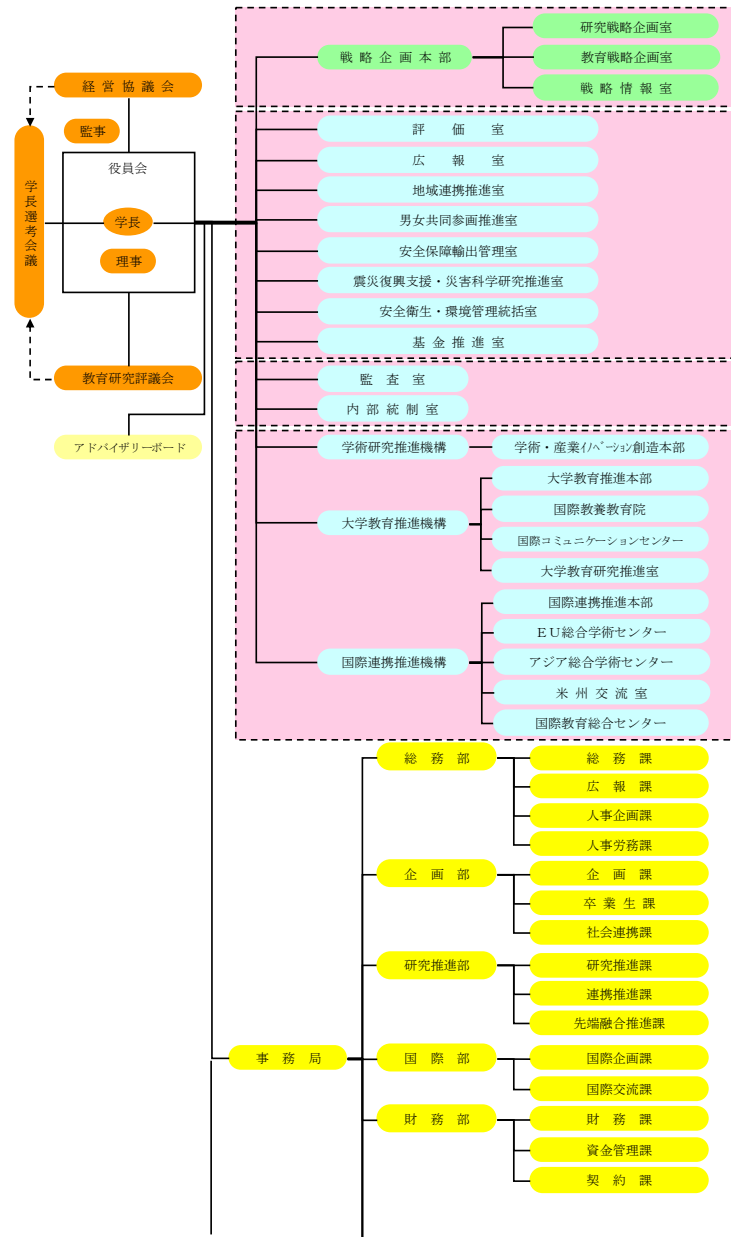 経営協議会
監事
役員会
学長
理事
学長選考会議
教育研究評議会
アドバイザリーボード
戦略企画本部
研究戦略企画室
教育戦略企画室
戦略情報室
評価室
広報室
地域連携推進室
男女共同参画推進室
安全保障輸出管理室
震災復興支援・災害科学研究推進室
安全衛生・環境管理統括室
基金推進室
監査室
内部統制室
学術研究推進機構
学術・産業ｲﾉﾍﾞｰｼｮﾝ創造本部
大学教育推進機構
大学教育推進本部
国際教養教育院
国際コミュニケーションセンター
大学教育研究推進室
国際連携推進機構
国際連携推進本部
ＥＵ総合学術センター
アジア総合学術センター
米州交流室
国際教育総合センター
事務局
総務部
総務課
広報課
人事企画課
人事労務課
企画部
企画課
卒業生課
社会連携課
研究推進部
研究推進課
連携推進課
先端融合推進課
国際部
国際企画課
国際交流課
財務部
財務課
資金管理課
契約課